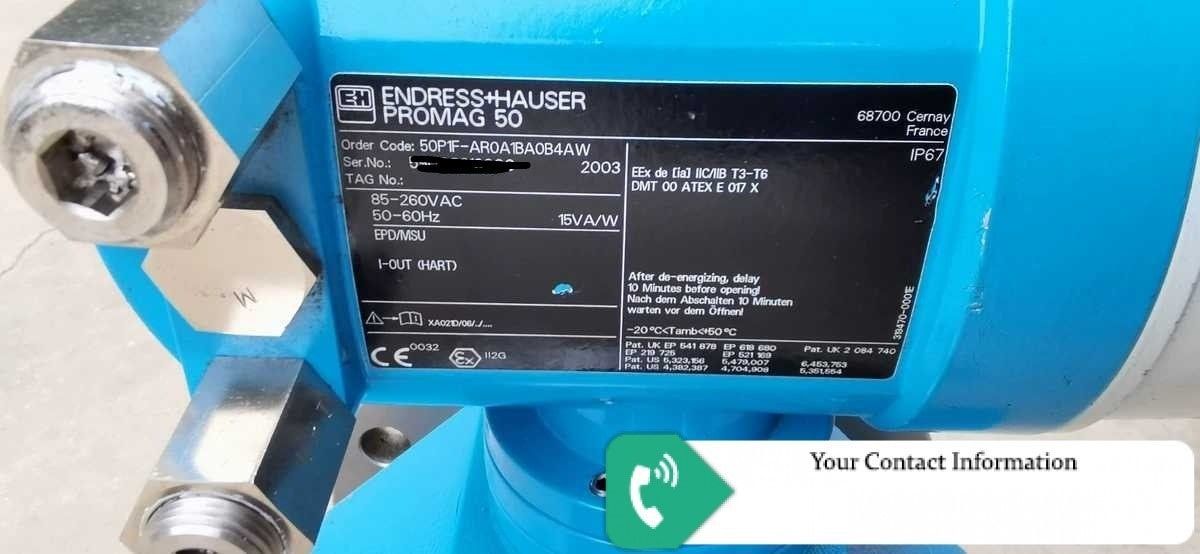 EH ENDRESS+HAUSER
PROMAG 50
68700 Cernay
France
Order Code: 50P1F-AR0A1BA0B4AW
Ser.No.:
2003
TAG No.:
IP67
EEx de [ia] IIC/IIB T3-T6
DMT 00 ATEX E 017 X
85-260VAC
50-60Hz
15VA/W
EPD/MSU
I-OUT (HART)
After de-energizing, delay
10 Minutes before opening!
Nach dem Abschalten 10 Minuten
warten vor dem Öffnen!
-20°C<Tamb<+50°C
XA021D/06/../....
CE 0032
Ex II2G
Pat. UK EP 541 878 EP 618 680 Pat. UK 2 084 740
EP 219 725 EP 521 169
Pat. US 5,323,156 5,479,007 6,453,753
Pat. US 4,382,387 4,704,908 5,351,554
319470-0001E
M
Your Contact Information